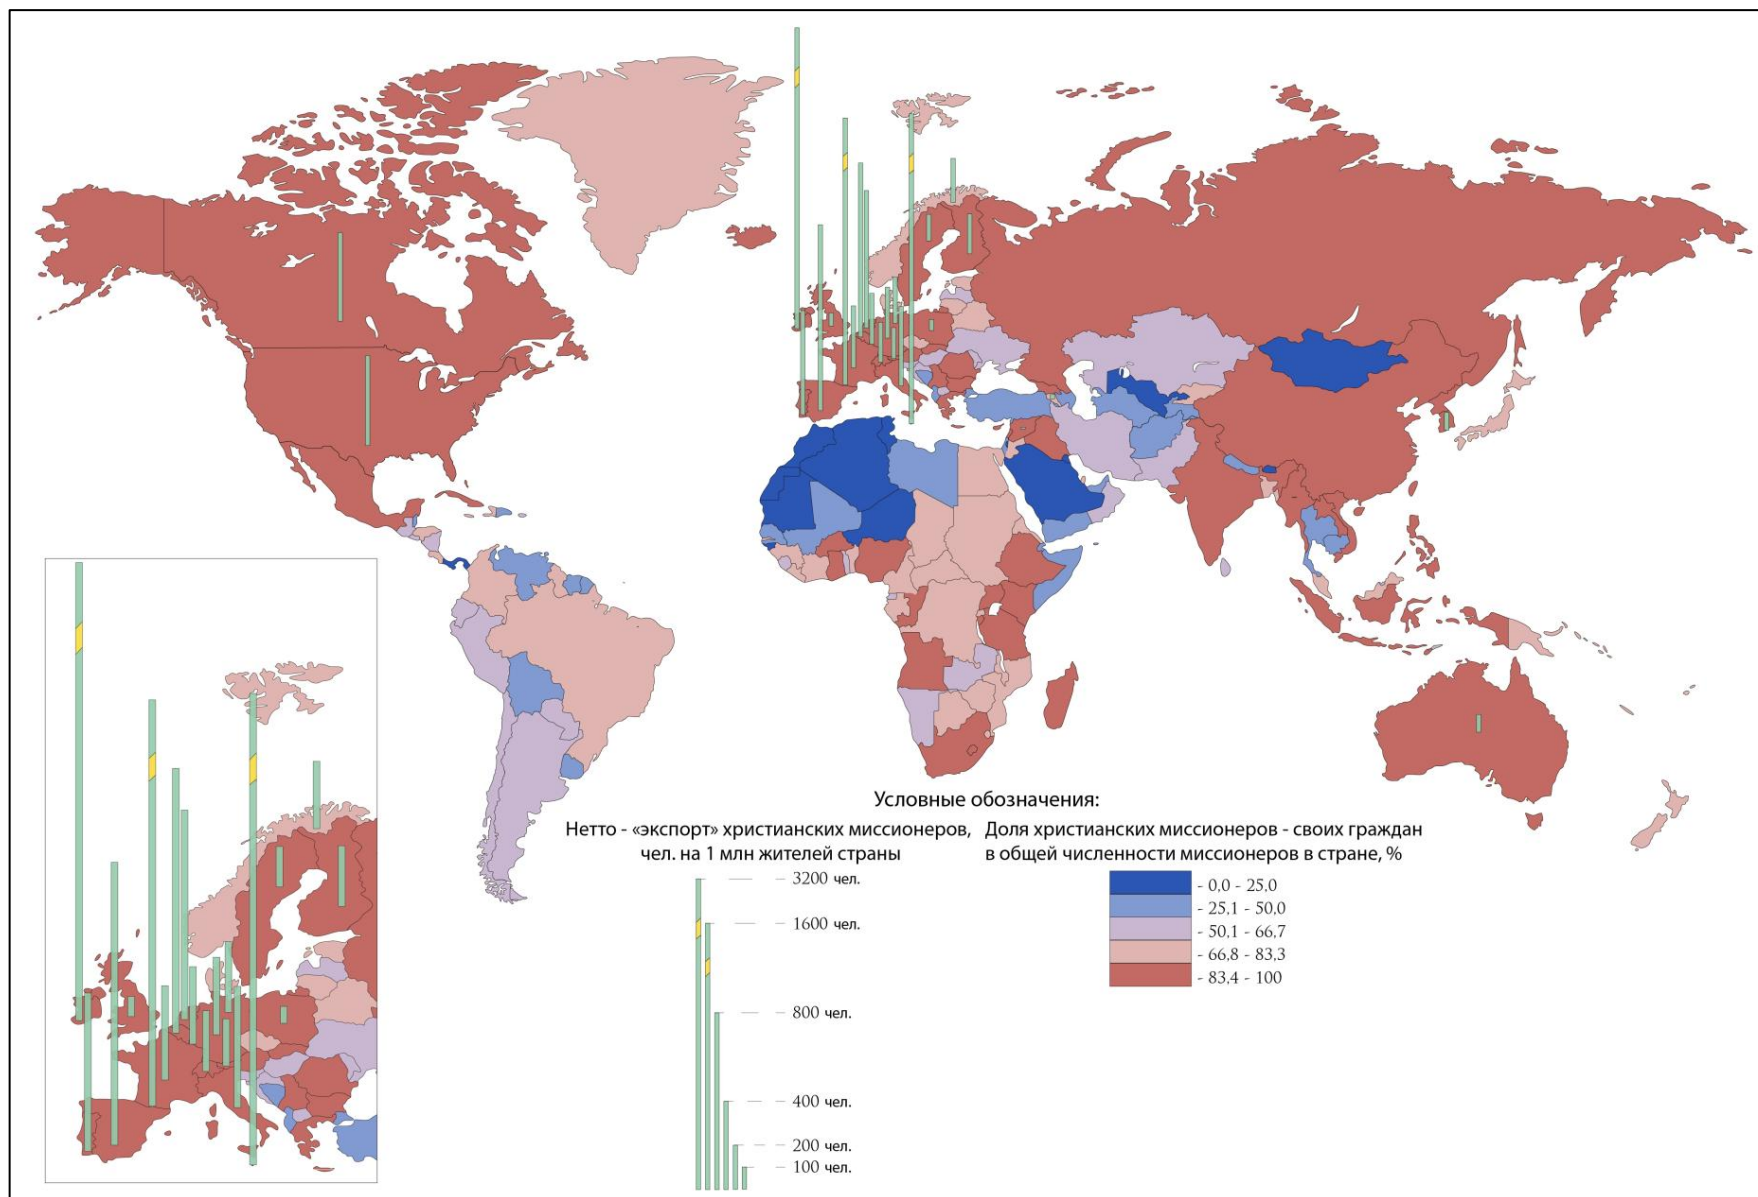 Условные обозначения:
Нетто - «экспорт» христианских миссионеров,
чел. на 1 млн жителей страны
3200 чел.
1600 чел.
800 чел.
400 чел.
200 чел.
100 чел.
Доля христианских миссионеров - своих граждан
в общей численности миссионеров в стране, %
- 0,0 - 25,0
- 25,1 - 50,0
- 50,1 - 66,7
- 66,8 - 83,3
- 83,4 - 100